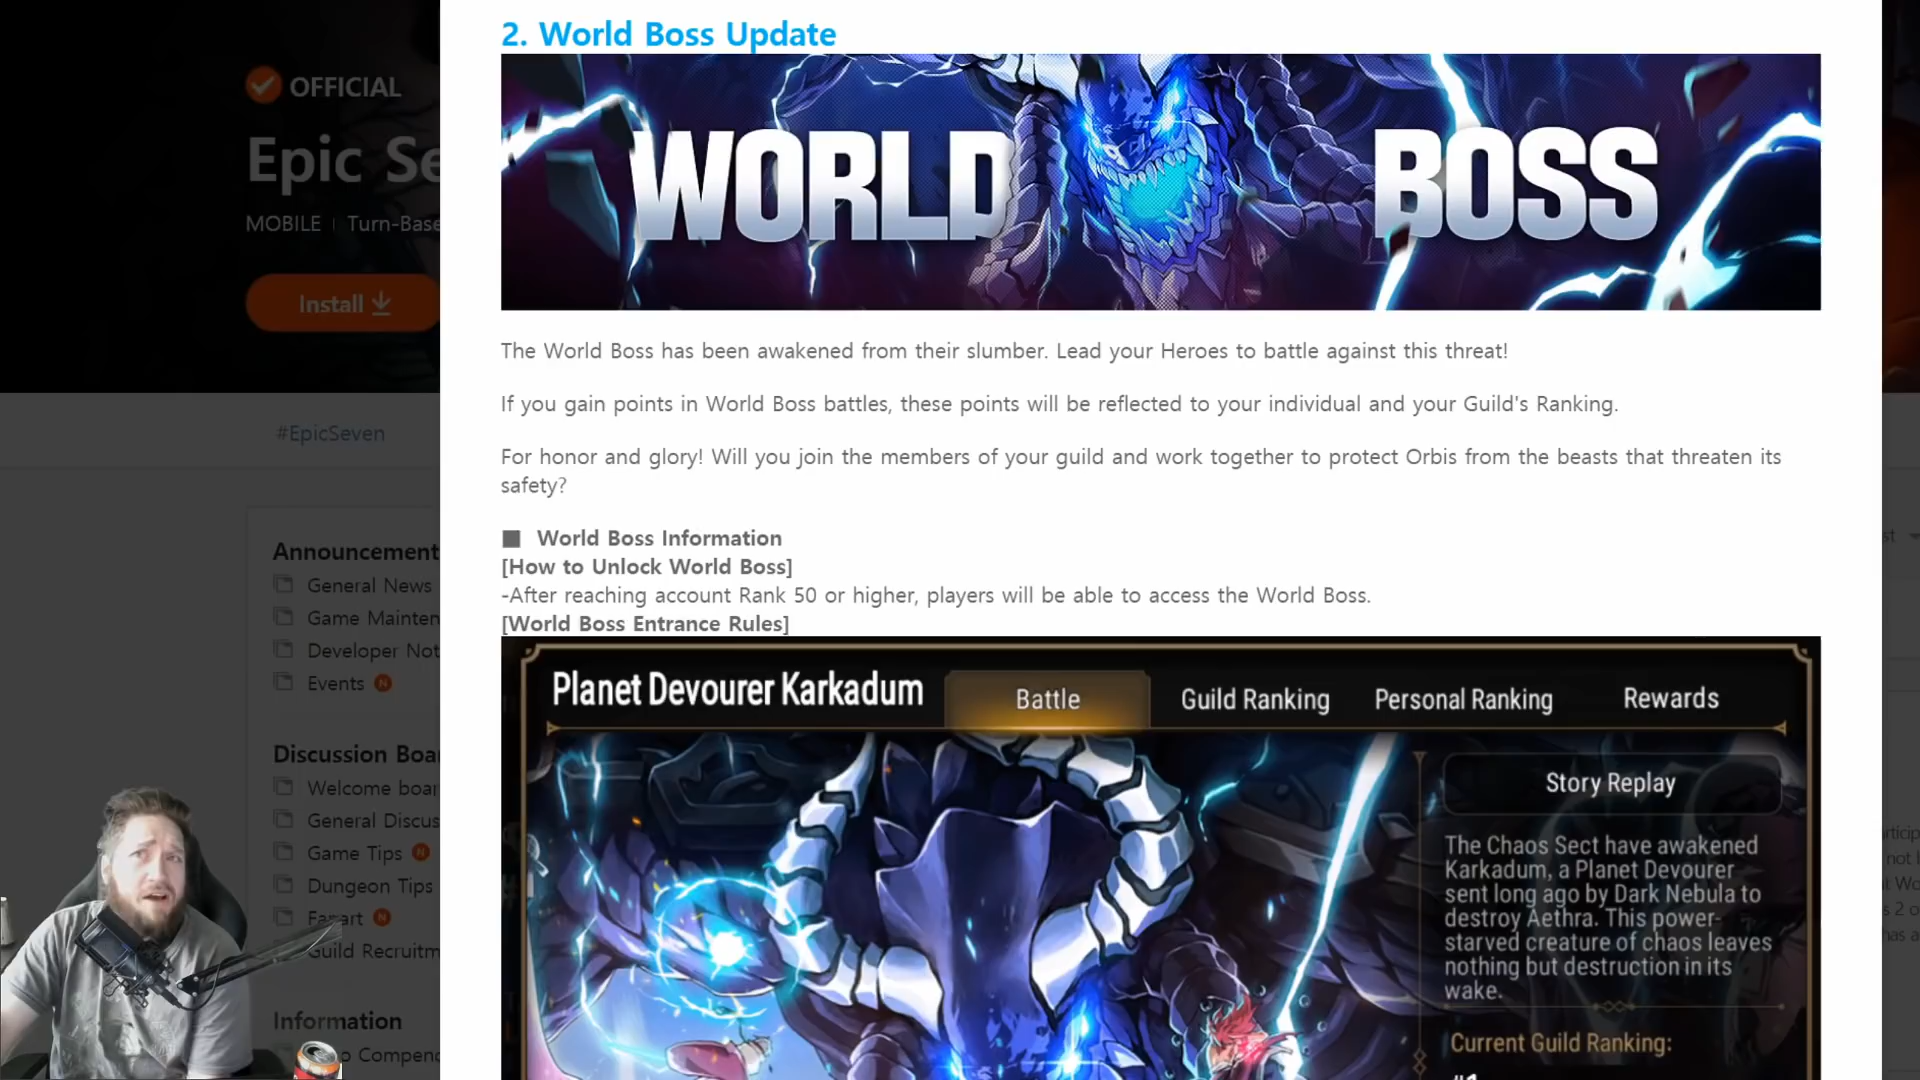 OFFICIAL
Epic Se
MOBILE | Turn-Base
Install
#EpicSeven
Announcement
General News
Game Mainten
Developer Not
Events N
Discussion Boa
Welcome boar
General Discus
Game Tips N
Dungeon Tips
Fanart N
Guild Recruitm
Information
Compend
2. World Boss Update
WORLD BOSS
The World Boss has been awakened from their slumber. Lead your Heroes to battle against this threat!
If you gain points in World Boss battles, these points will be reflected to your individual and your Guild's Ranking.
For honor and glory! Will you join the members of your guild and work together to protect Orbis from the beasts that threaten its
safety?
■ World Boss Information
[How to Unlock World Boss]
-After reaching account Rank 50 or higher, players will be able to access the World Boss.
[World Boss Entrance Rules]
Planet Devourer Karkadum
Battle
Guild Ranking
Personal Ranking
Rewards
Story Replay
The Chaos Sect have awakened
Karkadum, a Planet Devourer
sent long ago by Dark Nebula to
destroy Aethra. This power-
starved creature of chaos leaves
nothing but destruction in its
wake.
Current Guild Ranking:
#1